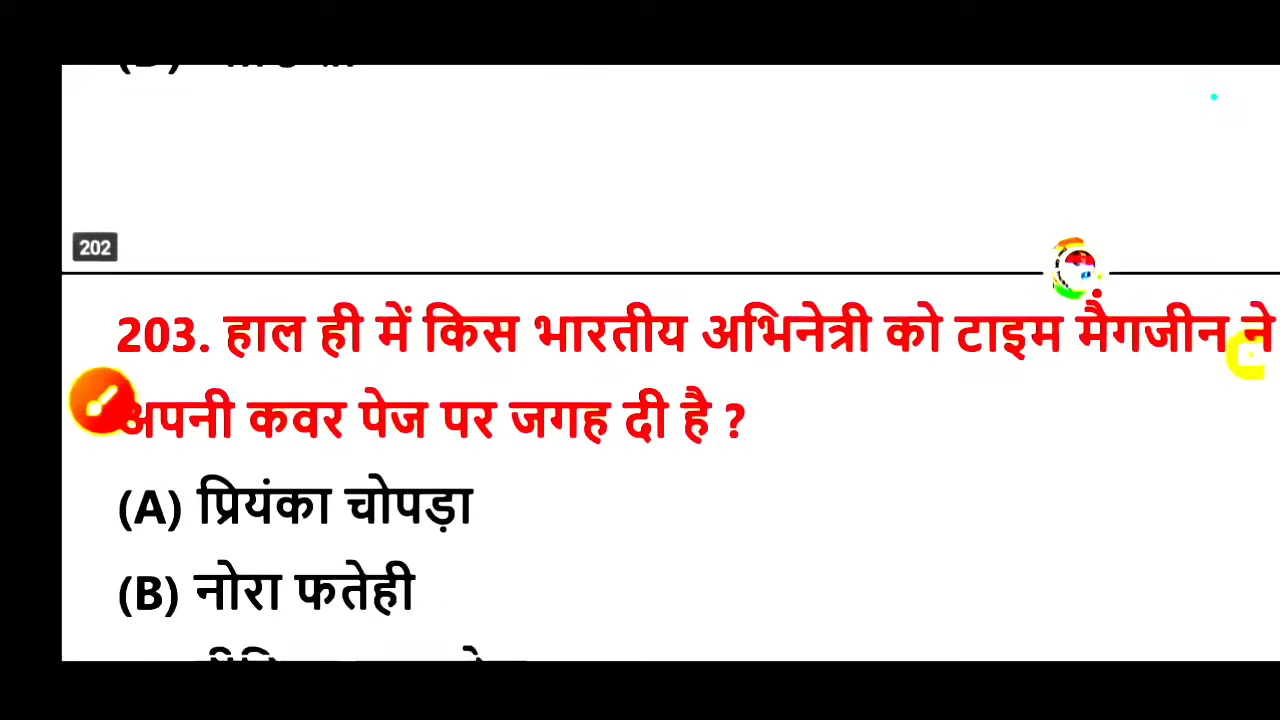 202
203. हाल ही में किस भारतीय अभिनेत्री को टाइम मैंगजीन ने
अपनी कवर पेज पर जगह दी है ?
(A) प्रियंका चोपड़ा
(B) नोरा फतेही